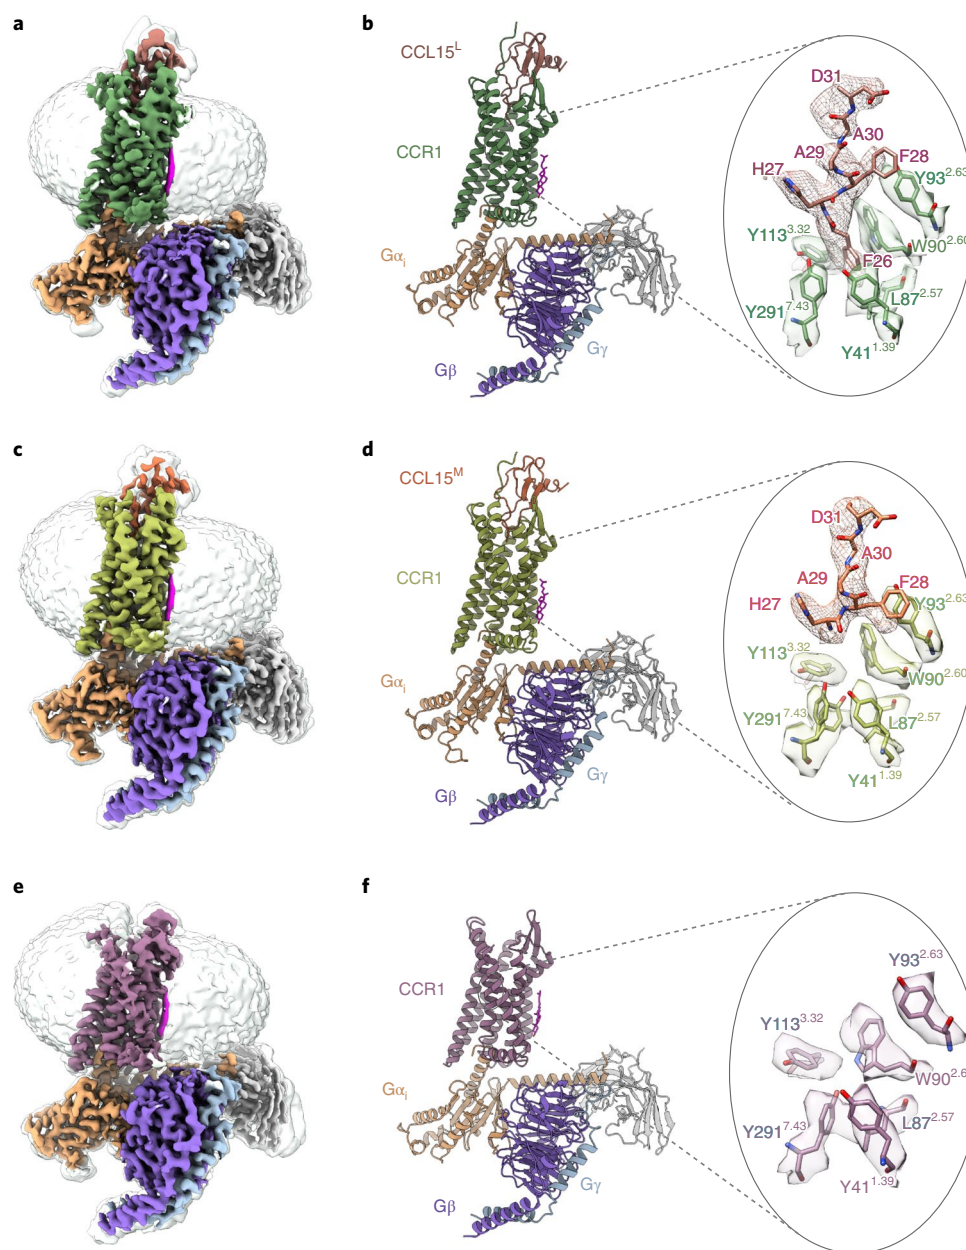 a
b
CCL15ᴸ
CCR1
Gαᵢ
Gβ
Gγ
D31
A30
A29
F28
H27
Y93²·⁶³
Y113³·³²
W90²·⁶⁰
F26
Y291⁷·⁴³
L87²·⁵⁷
Y41¹·³⁹
c
d
CCL15ᴹ
CCR1
Gαᵢ
Gβ
Gγ
D31
A30
A29
F28
H27
Y93²·⁶³
Y113³·³²
W90²·⁶⁰
Y291⁷·⁴³
L87²·⁵⁷
Y41¹·³⁹
e
f
CCR1
Gαᵢ
Gβ
Gγ
Y93²·⁶³
Y113³·³²
W90²·⁶
L87²·⁵⁷
Y291⁷·⁴³
Y41¹·³⁹